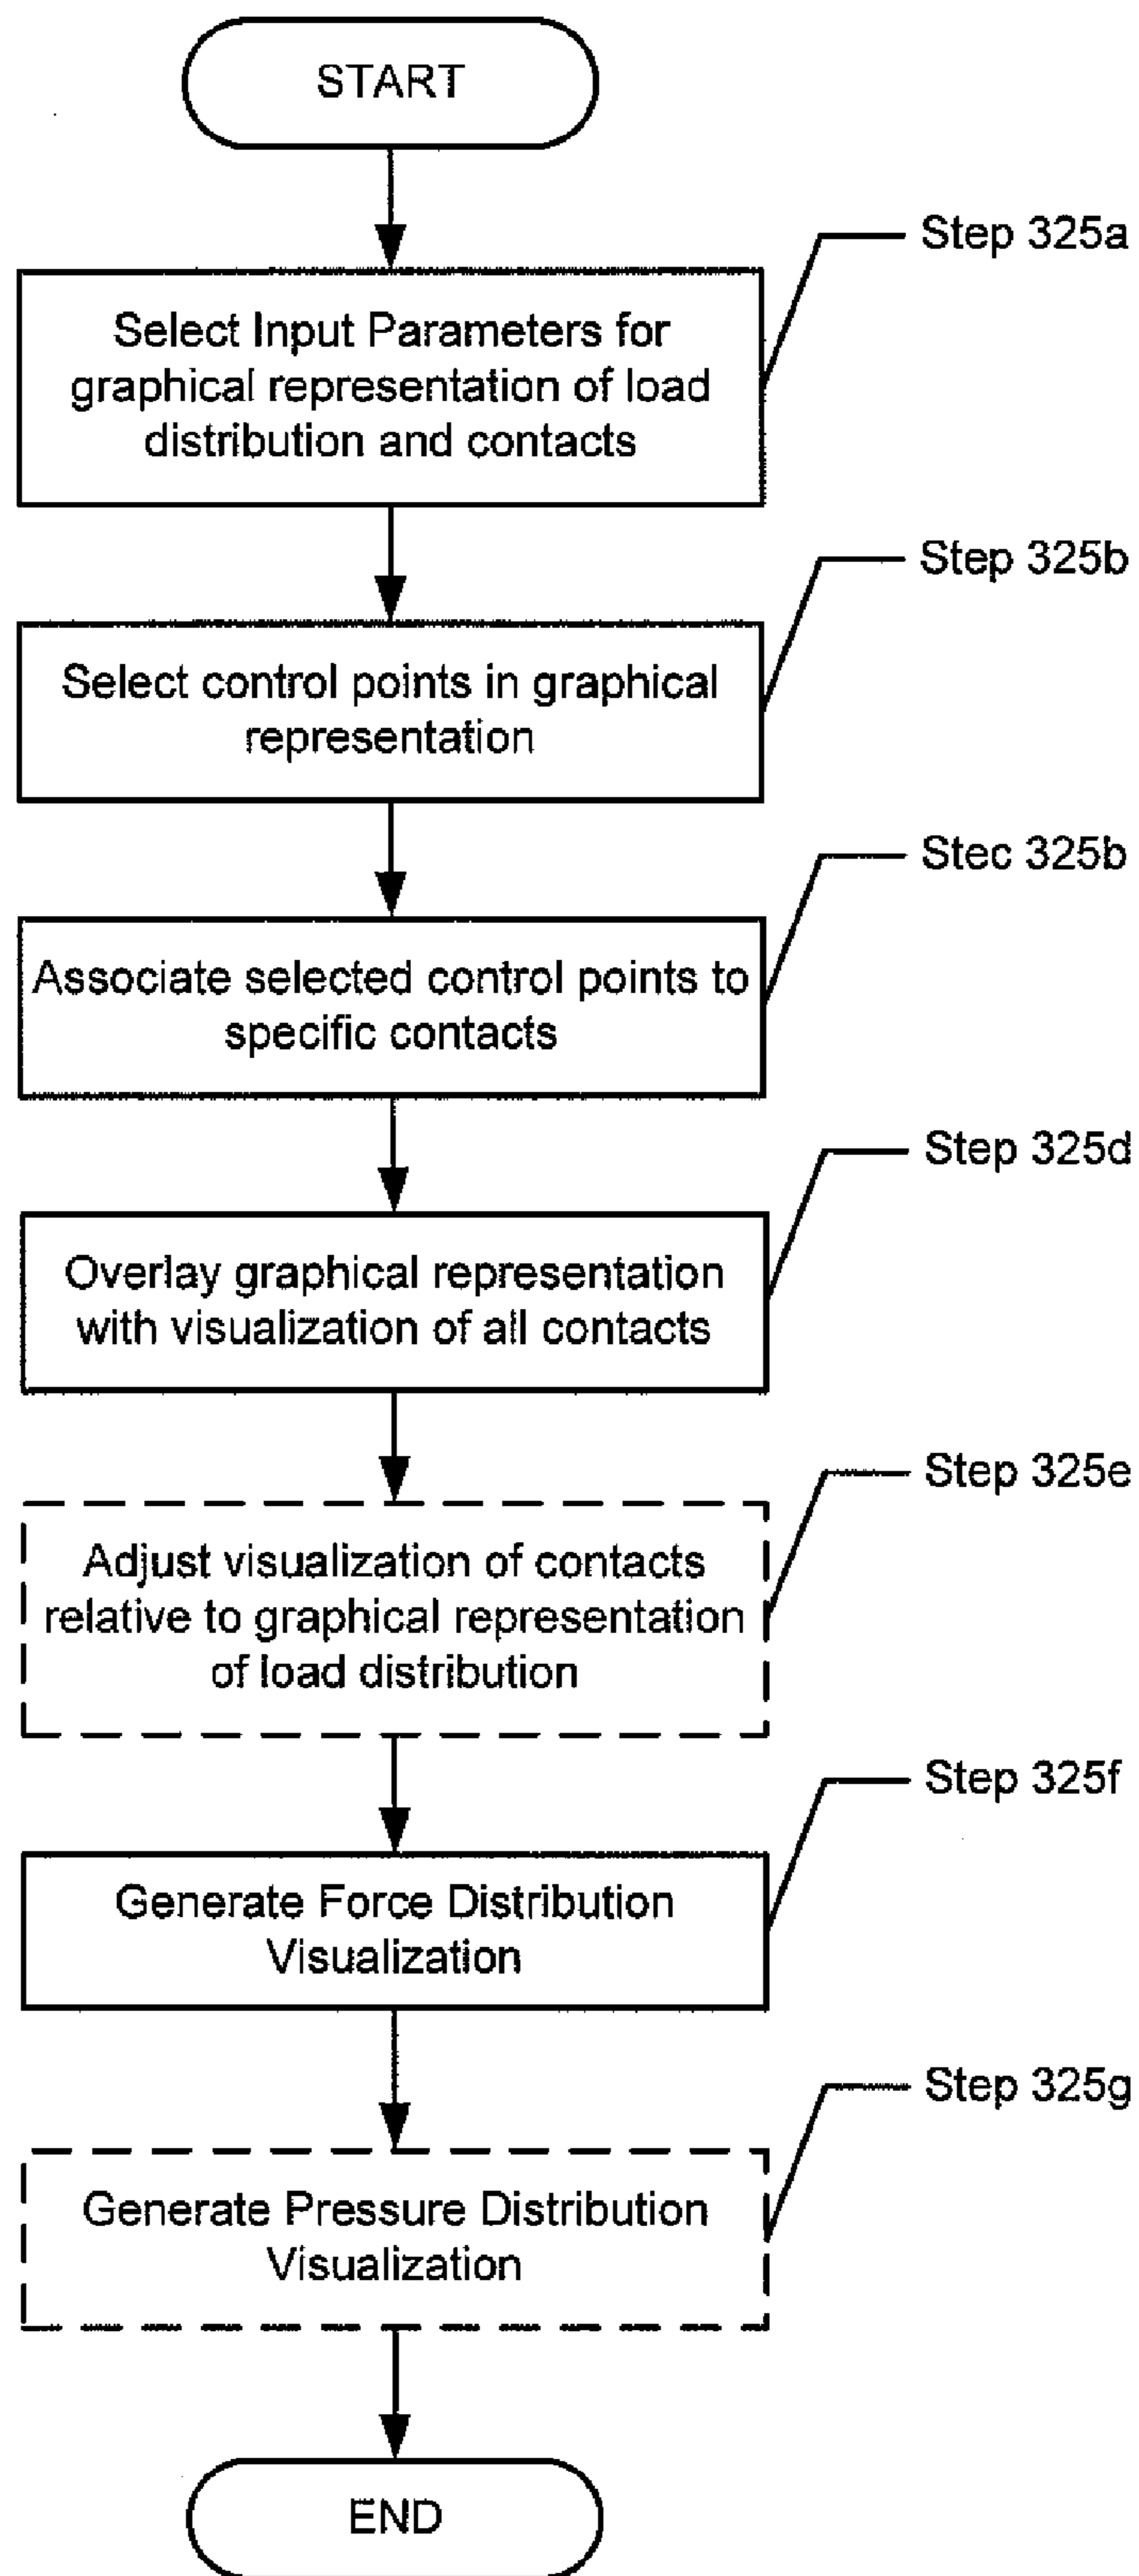 START
Step 325a
Select Input Parameters for
graphical representation of load
distribution and contacts
Step 325b
Select control points in graphical
representation
Stec 325b
Associate selected control points to
specific contacts
Step 325d
Overlay graphical representation
with visualization of all contacts
Step 325e
Adjust visualization of contacts
relative to graphical representation
of load distribution
Step 325f
Generate Force Distribution
Visualization
Step 325g
Generate Pressure Distribution
Visualization
END